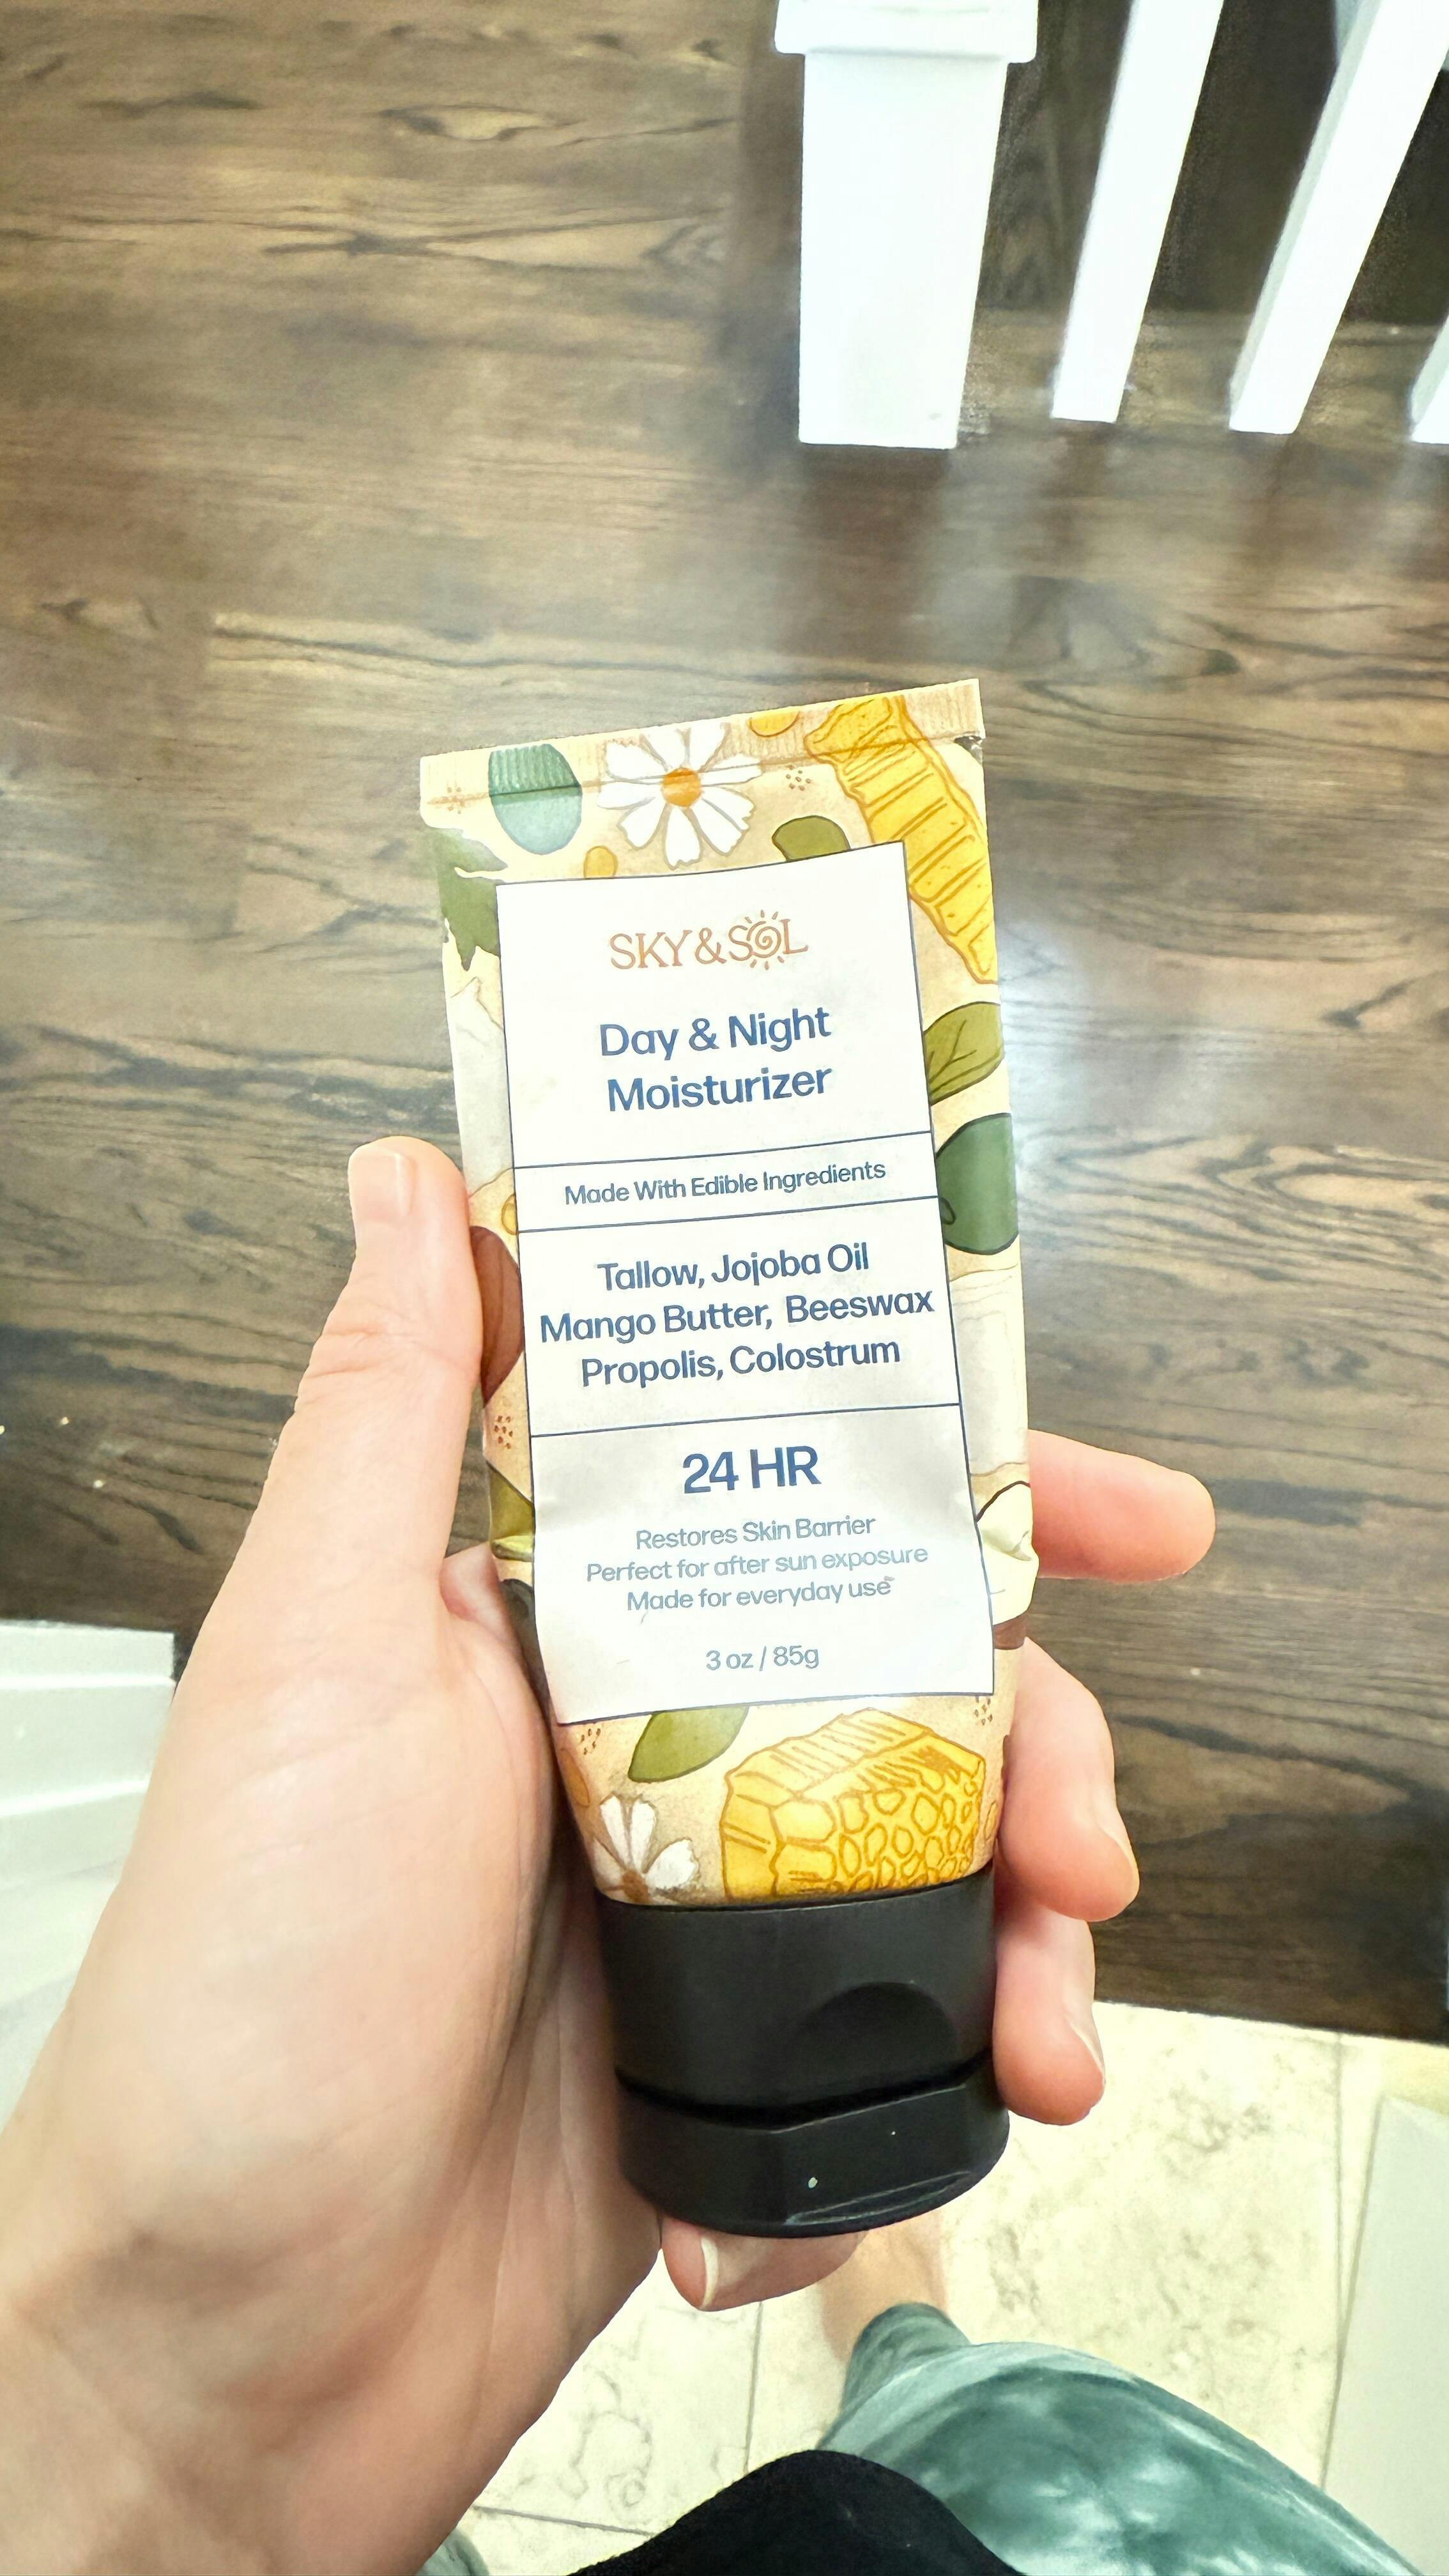 SKY & SOL
Day & Night
Moisturizer
Made With Edible Ingredients
Tallow, Jojoba Oil
Mango Butter, Beeswax
Propolis, Colostrum
24 HR
Restores Skin Barrier
Perfect for after sun exposure
Made for everyday use
3 oz / 85g